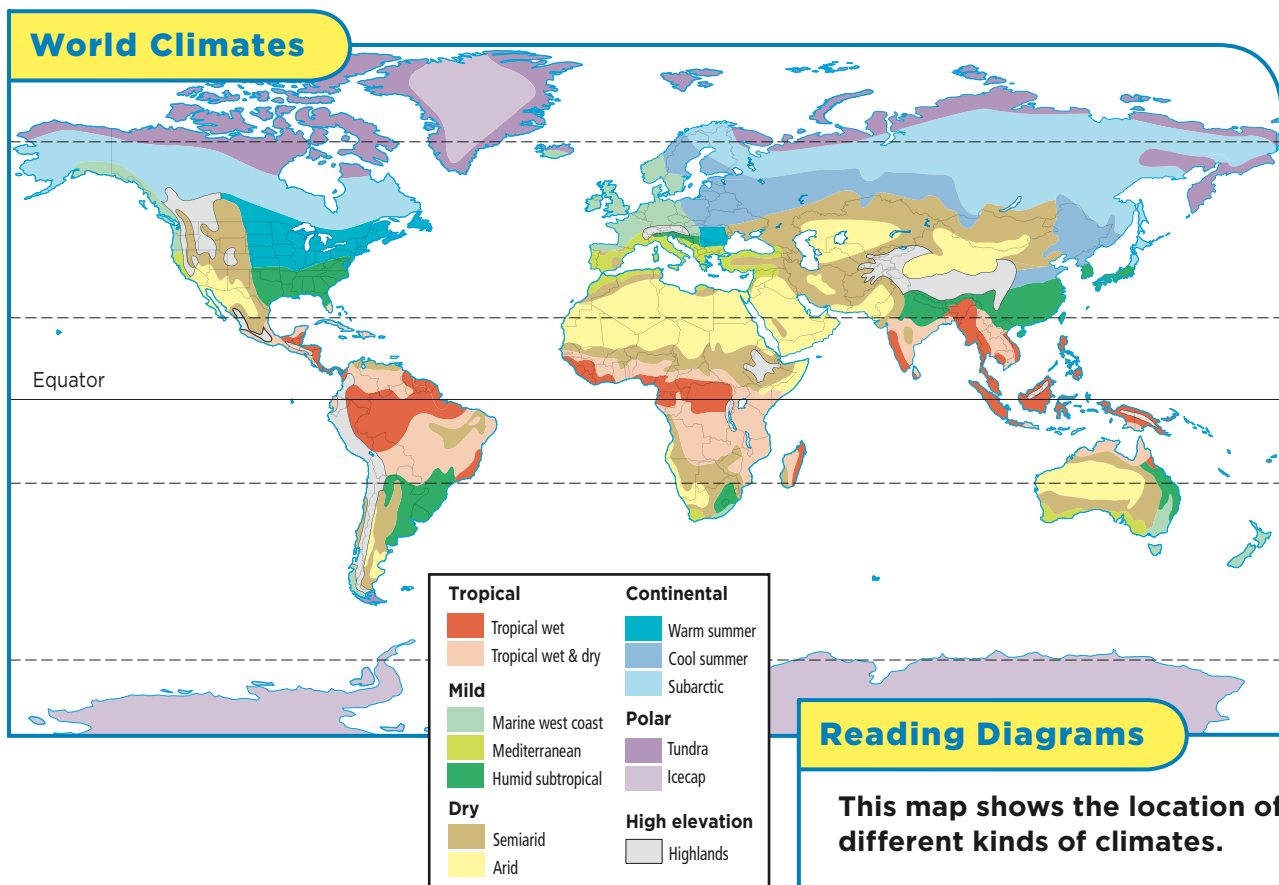 World Climates
Equator
Tropical
Tropical wet
Tropical wet & dry
Mild
Marine west coast
Mediterranean
Humid subtropical
Dry
Semiarid
Arid
Continental
Warm summer
Cool summer
Subarctic
Polar
Tundra
Icecap
High elevation
Highlands
Reading Diagrams
This map shows the location of
different kinds of climates.